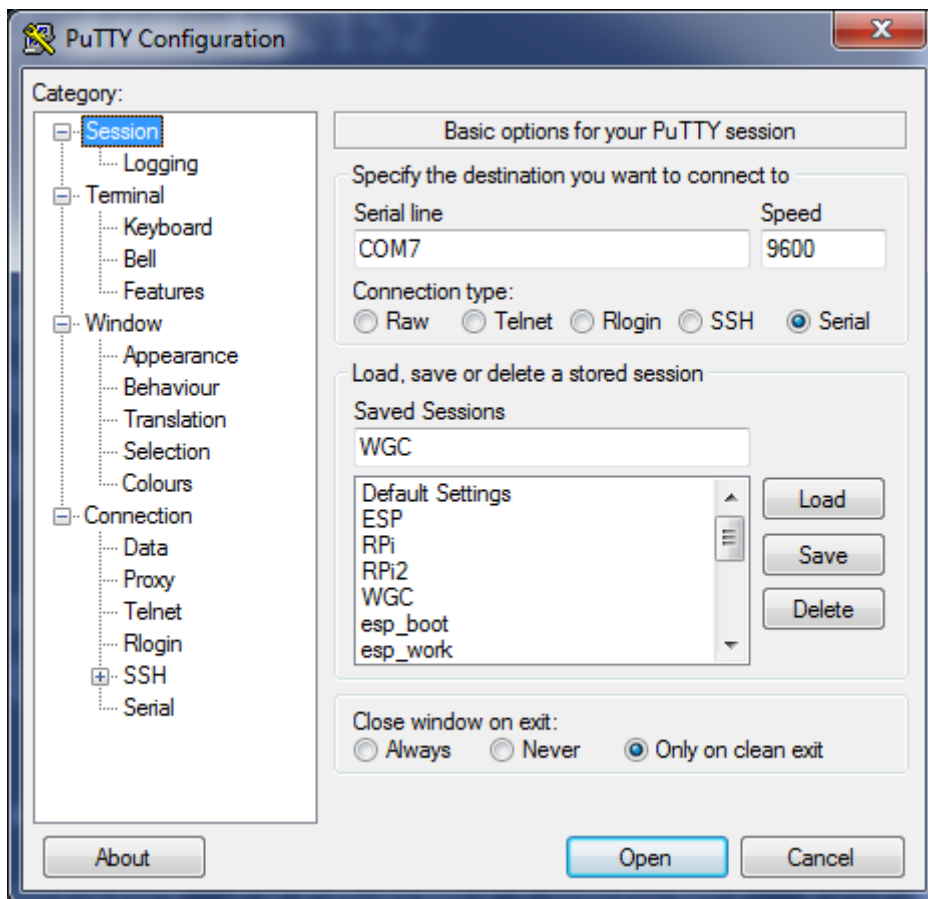 PuTTY Configuration
Category:
Session
Logging
Terminal
Keyboard
Bell
Features
Window
Appearance
Behaviour
Translation
Selection
Colours
Connection
Data
Proxy
Telnet
Rlogin
SSH
Serial
Basic options for your PuTTY session
Specify the destination you want to connect to
Serial line Speed
COM7 9600
Connection type:
Raw Telnet Rlogin SSH Serial
Load, save or delete a stored session
Saved Sessions
WGC
Default Settings
ESP
RPi
RPi2
WGC
esp_boot
esp_work
Load
Save
Delete
Close window on exit:
Always Never Only on clean exit
About Open Cancel